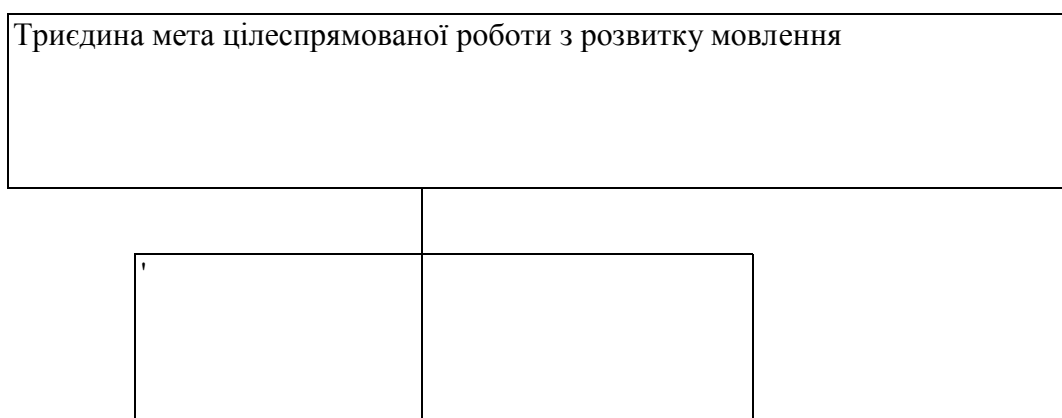 Триєдина мета цілеспрямованої роботи з розвитку мовлення
'